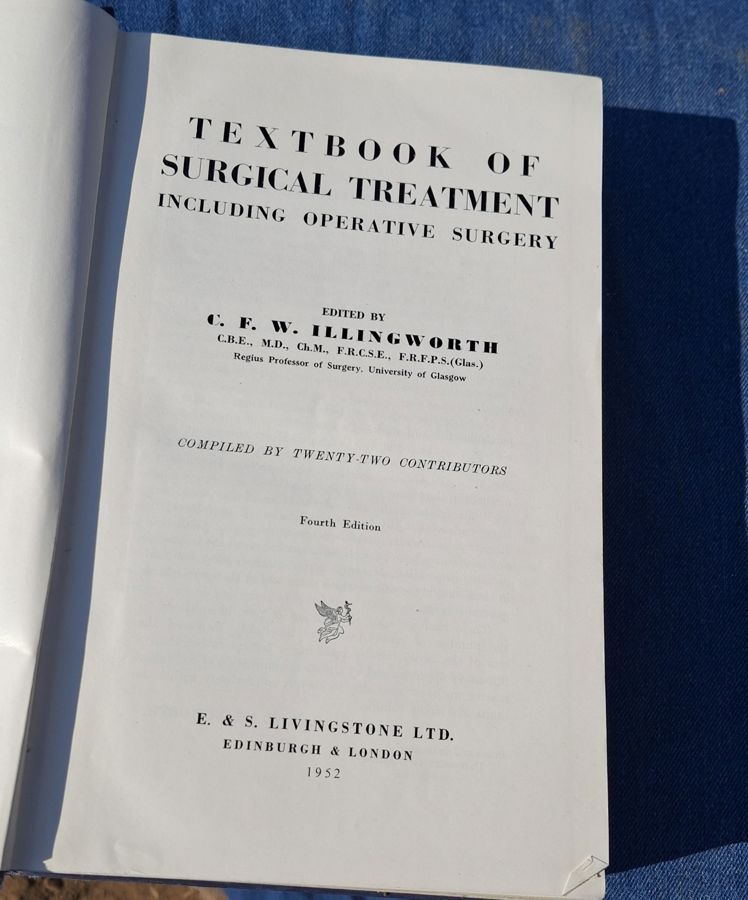 TEXTBOOK OF
SURGICAL TREATMENT
INCLUDING OPERATIVE SURGERY
EDITED BY
C. F. W. ILLINGWORTH
C.B.E., M.D., Ch.M., F.R.C.S.E., F.R.F.P.S.(Glas.)
Regius Professor of Surgery, University of Glasgow
COMPILED BY TWENTY-TWO CONTRIBUTORS
Fourth Edition
E. & S. LIVINGSTONE LTD.
EDINBURGH & LONDON
1952